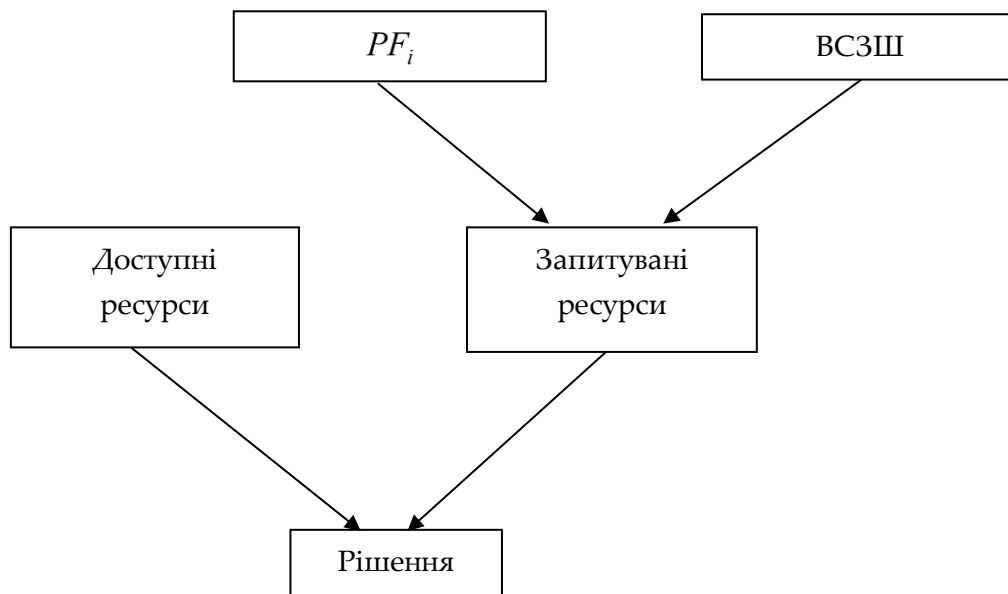 PF_i
ВСЗШ
Доступні
ресурси
Запитувані
ресурси
Рішення